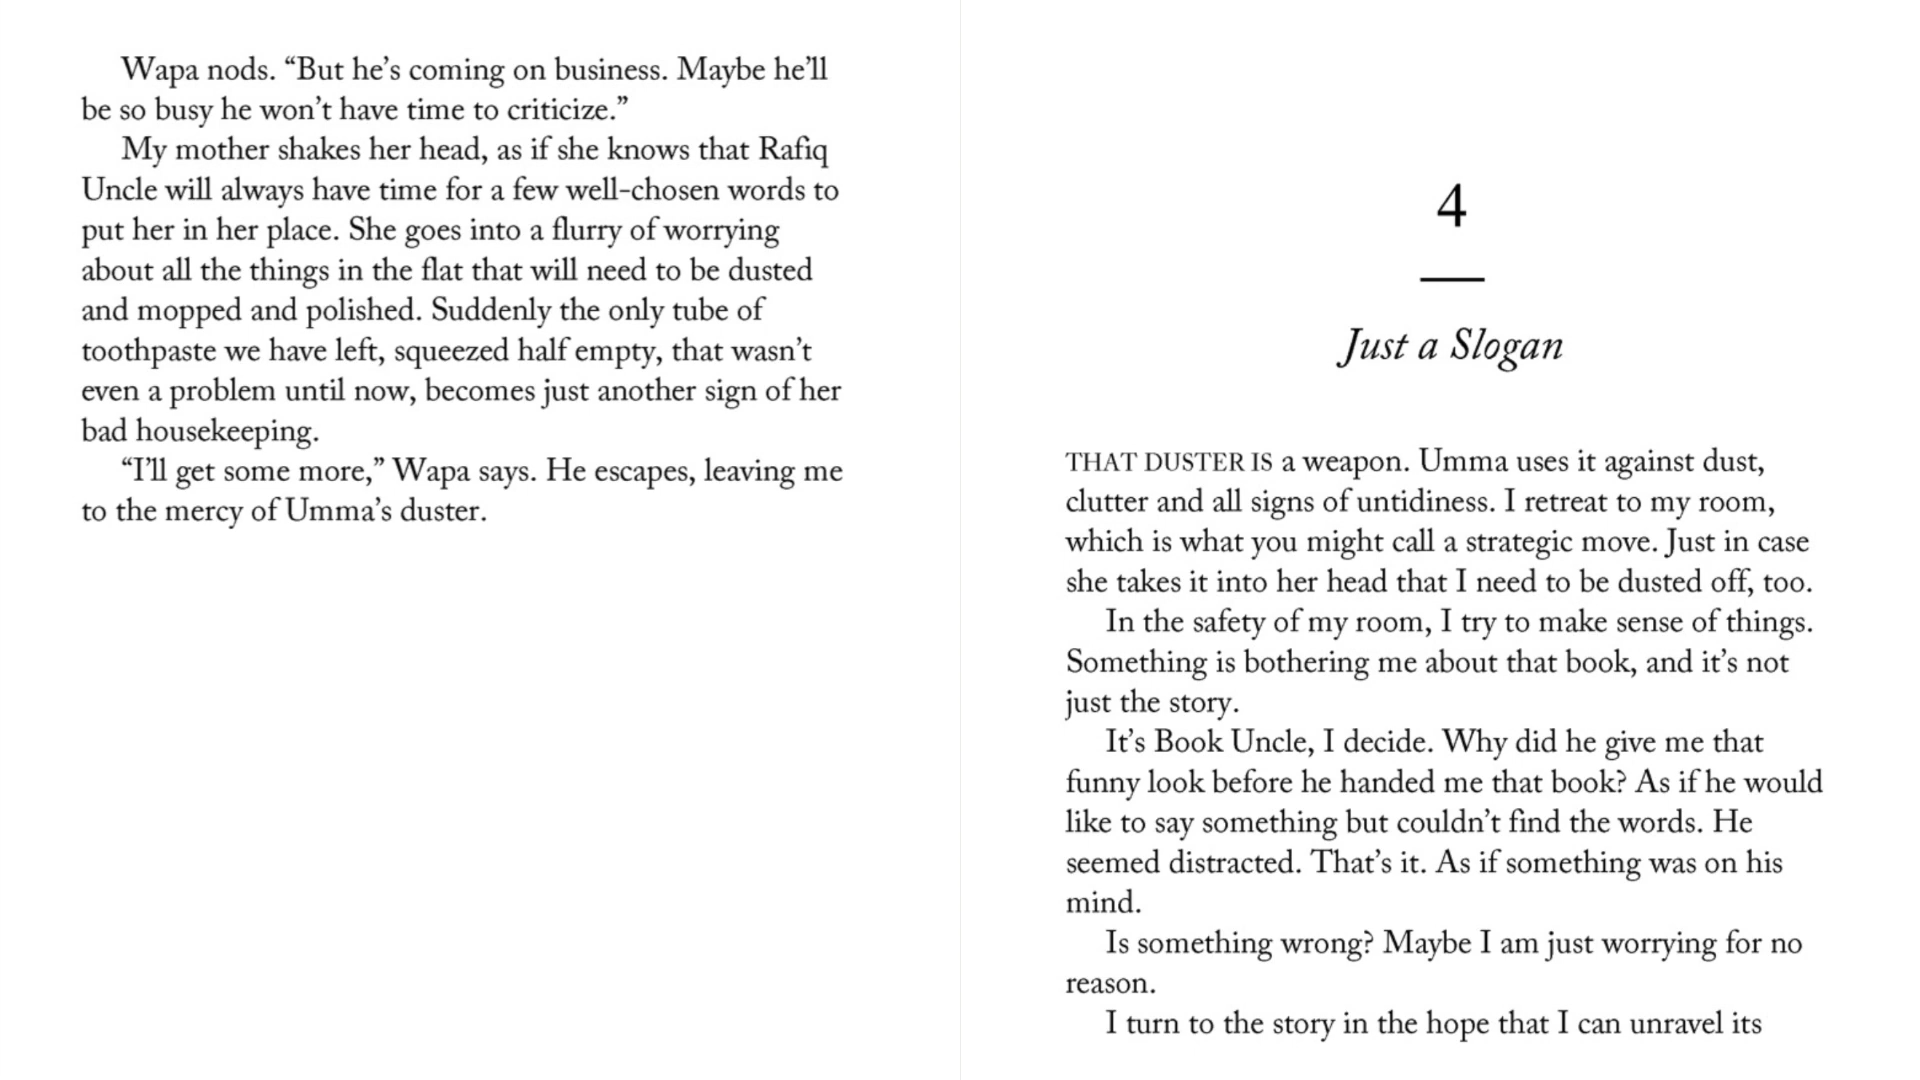 Wapa nods. “But he’s coming on business. Maybe he’ll
be so busy he won’t have time to criticize.”
My mother shakes her head, as if she knows that Rafiq
Uncle will always have time for a few well-chosen words to
put her in her place. She goes into a flurry of worrying
about all the things in the flat that will need to be dusted
and mopped and polished. Suddenly the only tube of
toothpaste we have left, squeezed half empty, that wasn’t
even a problem until now, becomes just another sign of her
bad housekeeping.
“I’ll get some more,” Wapa says. He escapes, leaving me
to the mercy of Umma’s duster.
4
Just a Slogan
THAT DUSTER IS a weapon. Umma uses it against dust,
clutter and all signs of untidiness. I retreat to my room,
which is what you might call a strategic move. Just in case
she takes it into her head that I need to be dusted off, too.
In the safety of my room, I try to make sense of things.
Something is bothering me about that book, and it’s not
just the story.
It’s Book Uncle, I decide. Why did he give me that
funny look before he handed me that book? As if he would
like to say something but couldn’t find the words. He
seemed distracted. That’s it. As if something was on his
mind.
Is something wrong? Maybe I am just worrying for no
reason.
I turn to the story in the hope that I can unravel its